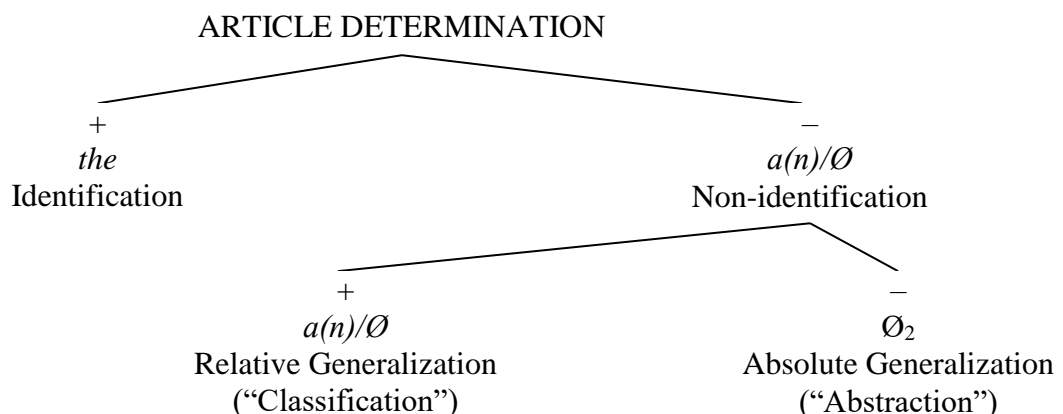 ARTICLE DETERMINATION
+ −
the a(n)/Ø
Identification Non-identification
+ −
a(n)/Ø Ø₂
Relative Generalization Absolute Generalization
(“Classification”) (“Abstraction”)